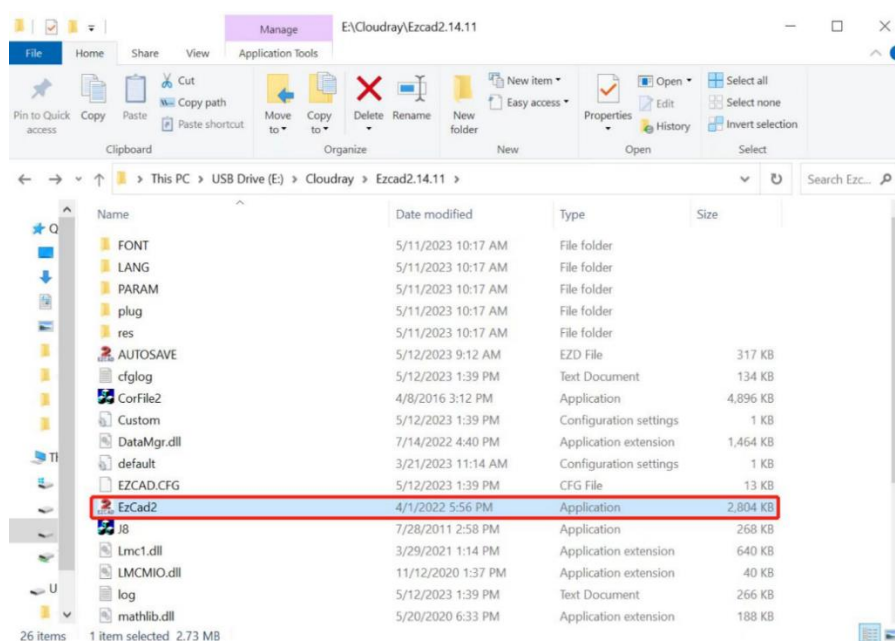 Manage
E:\Cloudray\Ezcad2.14.11
File Home Share View Application Tools
Pin to Quick access
Copy
Paste
Cut
Copy path
Paste shortcut
Move to
Copy to
Delete
Rename
New folder
New item
Easy access
Properties
Open
Edit
History
Select all
Select none
Invert selection
Clipboard Organize New Open Select
This PC > USB Drive (E:) > Cloudray > Ezcad2.14.11 >
Search Ezc...
Name Date modified Type Size
FONT 5/11/2023 10:17 AM File folder
LANG 5/11/2023 10:17 AM File folder
PARAM 5/11/2023 10:17 AM File folder
plug 5/11/2023 10:17 AM File folder
res 5/11/2023 10:17 AM File folder
AUTOSAVE 5/12/2023 9:12 AM EZD File 317 KB
cfglog 5/12/2023 1:39 PM Text Document 134 KB
CorFile2 4/8/2016 3:12 PM Application 4,896 KB
Custom 5/12/2023 1:39 PM Configuration settings 1 KB
DataMgr.dll 7/14/2022 4:40 PM Application extension 1,464 KB
default 3/21/2023 11:14 AM Configuration settings 1 KB
EZCAD.CFG 5/12/2023 1:39 PM CFG File 13 KB
EzCad2 4/1/2022 5:56 PM Application 2,804 KB
J8 7/28/2011 2:58 PM Application 268 KB
Lmc1.dll 3/29/2021 1:14 PM Application extension 640 KB
LMCMIO.dll 11/12/2020 1:37 PM Application extension 40 KB
log 5/12/2023 1:39 PM Text Document 266 KB
mathlib.dll 5/20/2020 6:33 PM Application extension 188 KB
26 items 1 item selected 2.73 MB